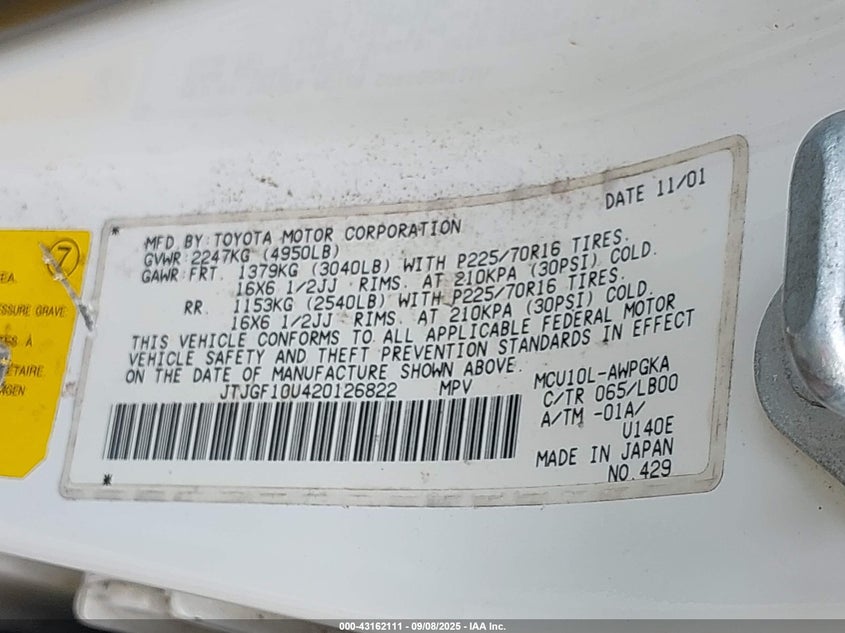 DATE 11/01
MFD. BY: TOYOTA MOTOR CORPORATION
GVWR: 2247KG (4950LB)
GAWR: FRT. 1379KG (3040LB) WITH P225/70R16 TIRES.
16X6 1/2JJ RIMS. AT 210KPA (30PSI) COLD.
RR. 1153KG (2540LB) WITH P225/70R16 TIRES.
16X6 1/2JJ RIMS. AT 210KPA (30PSI) COLD.
THIS VEHICLE CONFORMS TO ALL APPLICABLE FEDERAL MOTOR
VEHICLE SAFETY AND THEFT PREVENTION STANDARDS IN EFFECT
ON THE DATE OF MANUFACTURE SHOWN ABOVE.
JTJGF10U420126822 MPV
MCU10L-AWPGKA
C/TR 065/LB00
A/TM -01A/
U140E
MADE IN JAPAN
NO. 429
7
GRAVE
À
000-43162111 - 09/08/2025 - IAA Inc.